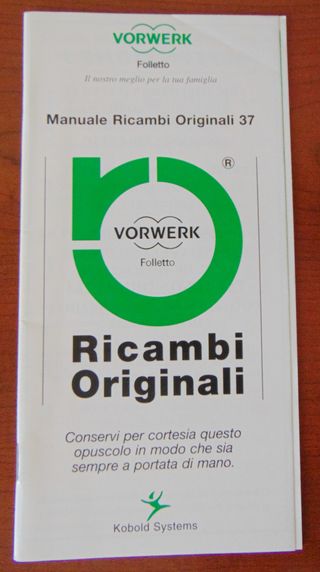 VORWERK
Folletto
Il nostro meglio per la tua famiglia
Manuale Ricambi Originali 37
®
VORWERK
Folletto
Ricambi
Originali
Conservi per cortesia questo
opuscolo in modo che sia
sempre a portata di mano.
Kobold Systems